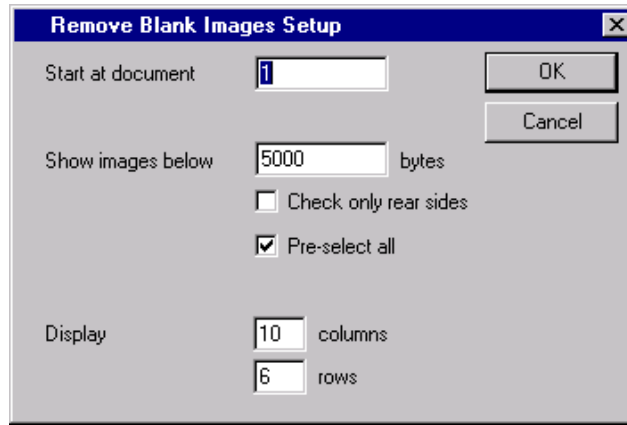 Remove Blank Images Setup
Start at document 1
OK
Cancel
Show images below 5000 bytes
Check only rear sides
Pre-select all
Display 10 columns
6 rows